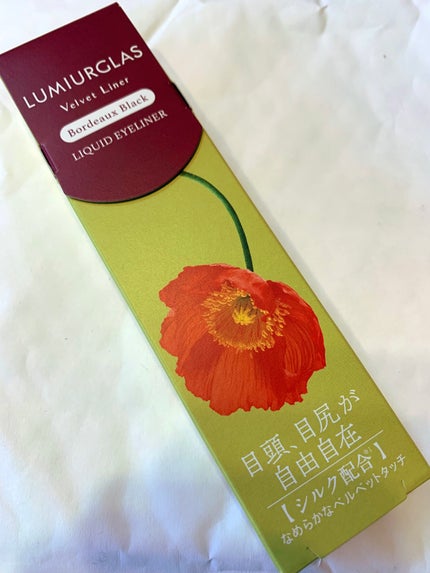 LUMIURGLAS
Velvet Liner
Bordeaux Black
LIQUID EYELINER
目頭、目尻が
自由自在
【シルク配合※】
なめらかなベルベットタッチ